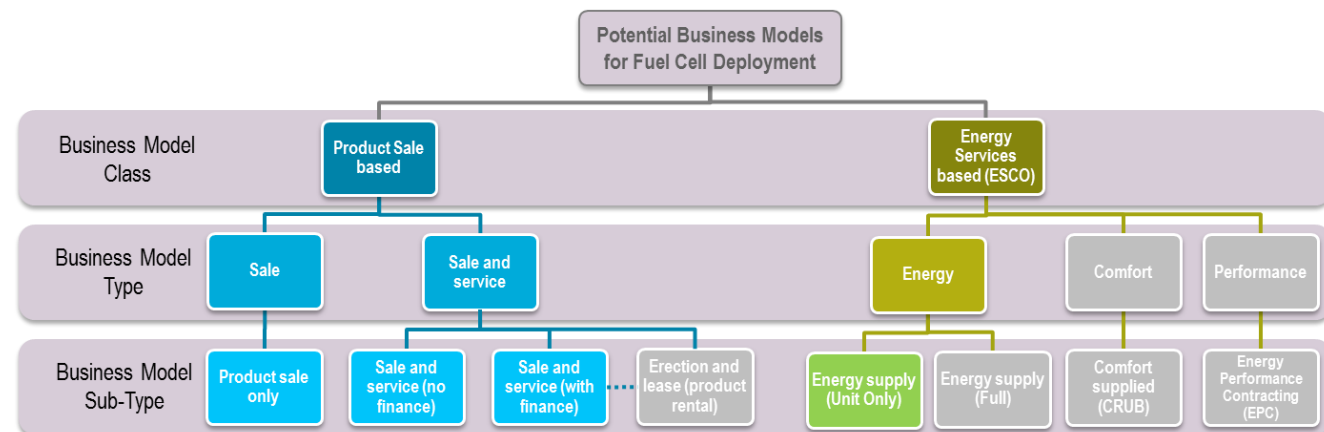 Potential Business Models
for Fuel Cell Deployment
Business Model
Class
Product Sale
based
Energy
Services
based (ESCO)
Business Model
Type
Sale
Sale and
service
Energy
Comfort
Performance
Business Model
Sub-Type
Product sale
only
Sale and
service (no
finance)
Sale and
service (with
finance)
Erection and
lease (product
rental)
Energy supply
(Unit Only)
Energy supply
(Full)
Comfort
supplied
(CRUB)
Energy
Performance
Contracting
(EPC)